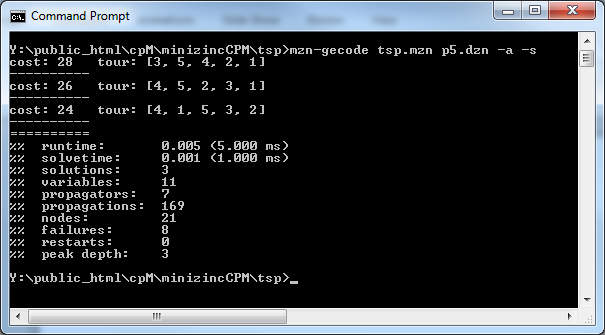 Command Prompt
Y:\public_html\cpM\minizincCPM\tsp>mzn-gecode tsp.mzn p5.dzn -a -s
cost: 28   tour: [3, 5, 4, 2, 1]
----------
cost: 26   tour: [4, 5, 2, 3, 1]
----------
cost: 24   tour: [4, 1, 5, 3, 2]
----------
==========
%%  runtime:       0.005 (5.000 ms)
%%  solvetime:     0.001 (1.000 ms)
%%  solutions:     3
%%  variables:     11
%%  propagators:   7
%%  propagations:  169
%%  nodes:         21
%%  failures:      8
%%  restarts:      0
%%  peak depth:    3
Y:\public_html\cpM\minizincCPM\tsp>_